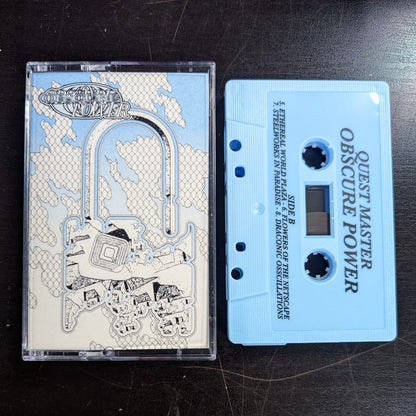 OBSCURE
POWER
QUEST MASTER
OBSCURE POWER
SIDE B
5. ETHEREAL WORLD PLAZA - 6. FLOWERS OF THE NETSCAPE
7. STEELWORKS IN PARADISE - 8. DRACONIC OSSCILLATIONS